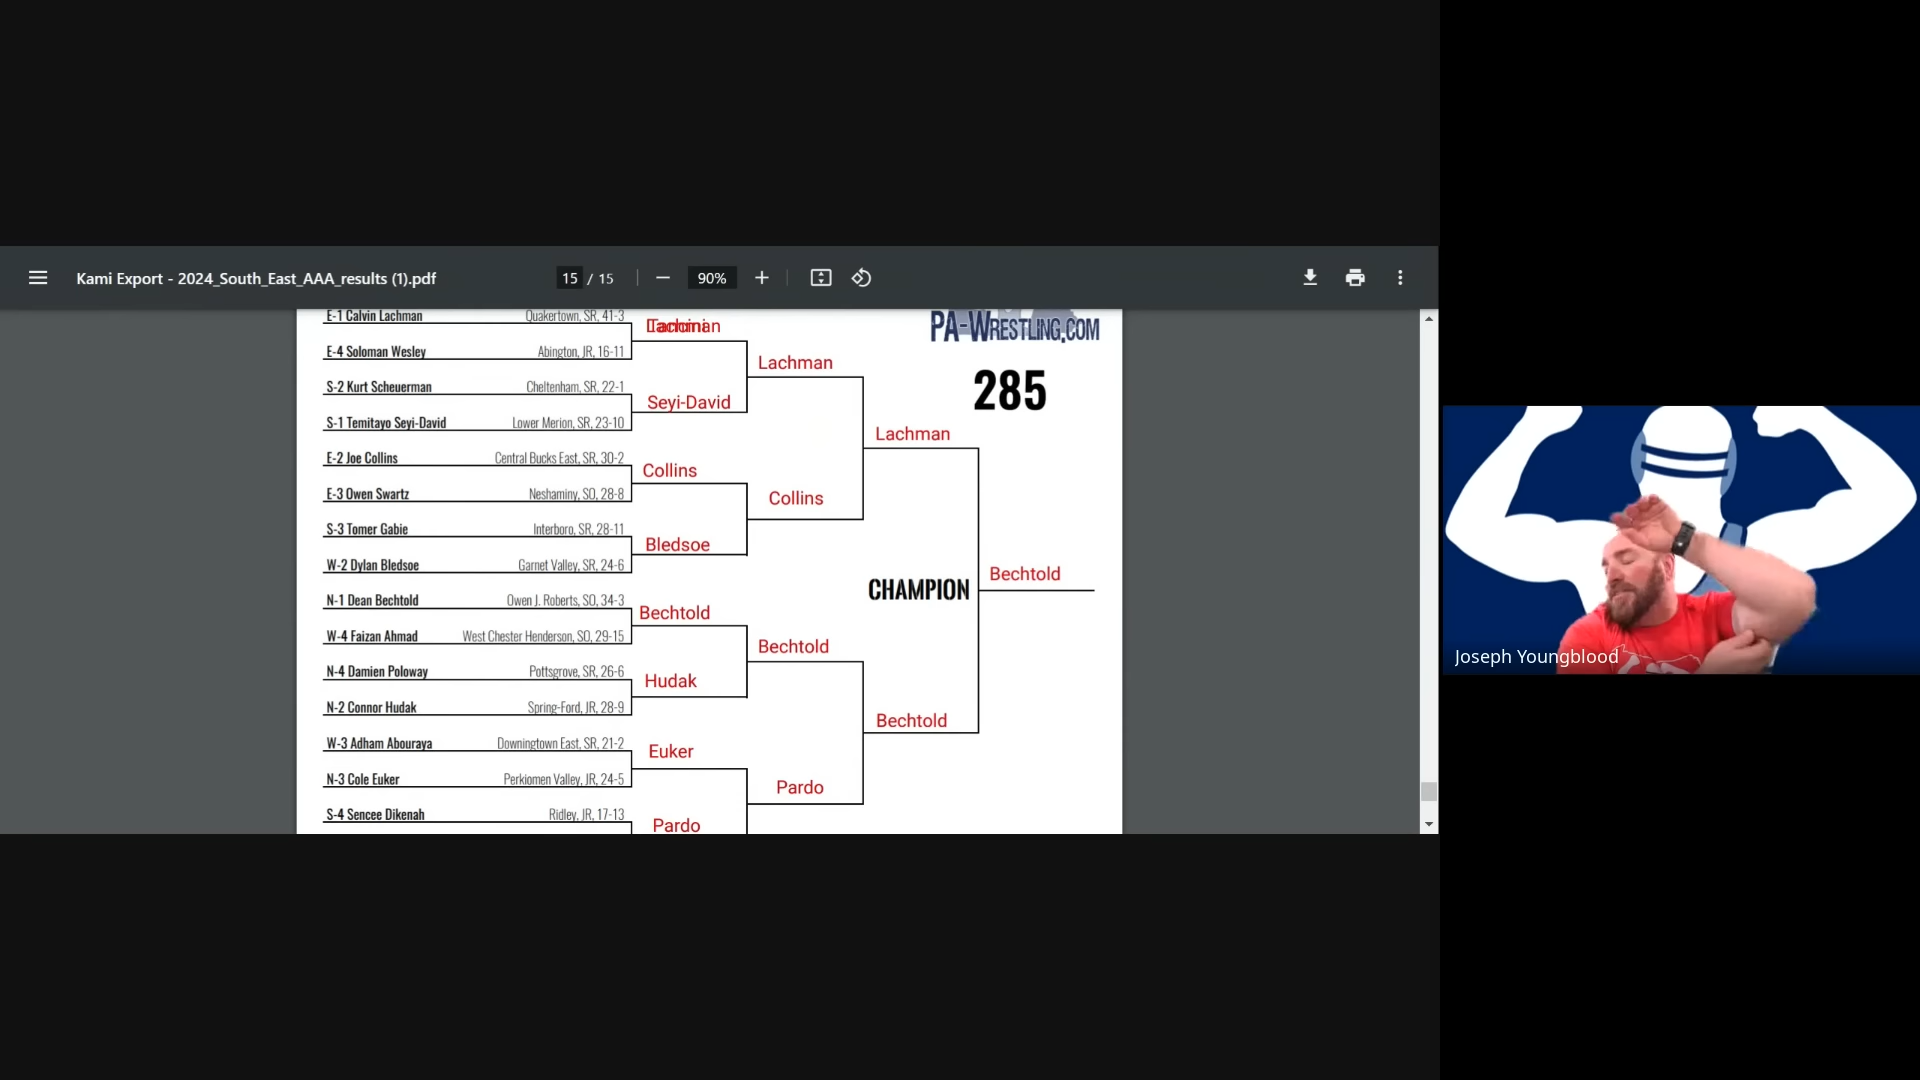 Kami Export - 2024_South_East_AAA_results (1).pdf
15 / 15
90%
E-1 Calvin Lachman Quakertown, SR, 41-3
Lachman
PA-WRESTLING.COM
E-4 Soloman Wesley Abington, JR, 16-11
Lachman
285
S-2 Kurt Scheuerman Cheltenham, SR, 22-1
Seyi-David
S-1 Temitayo Seyi-David Lower Merion, SR, 23-10
Lachman
E-2 Joe Collins Central Bucks East, SR, 30-2
Collins
E-3 Owen Swartz Neshaminy, SO, 28-8
Collins
S-3 Tomer Gabie Interboro, SR, 28-11
Bledsoe
W-2 Dylan Bledsoe Garnet Valley, SR, 24-6
Bechtold
CHAMPION
N-1 Dean Bechtold Owen J. Roberts, SO, 34-3
Bechtold
W-4 Faizan Ahmad West Chester Henderson, SO, 29-15
Bechtold
N-4 Damien Poloway Pottsgrove, SR, 26-6
Hudak
N-2 Connor Hudak Spring-Ford, JR, 28-9
Bechtold
W-3 Adham Abouraya Downingtown East, SR, 21-2
Euker
N-3 Cole Euker Perkiomen Valley, JR, 24-5
Pardo
S-4 Sencee Dikenah Ridley, JR, 17-13
Pardo
Joseph Youngblood